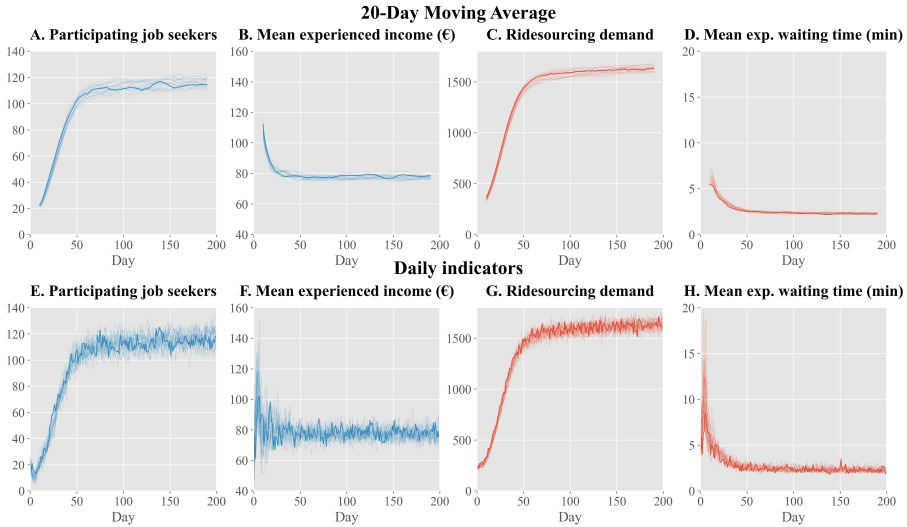 20-Day Moving Average
A. Participating job seekers
B. Mean experienced income (€)
C. Ridesourcing demand
D. Mean exp. waiting time (min)
140
120
100
80
60
40
20
0
0 50 100 150 200
Day
160
140
120
100
80
60
40
0 50 100 150 200
Day
1500
1000
500
0
0 50 100 150 200
Day
20
15
10
5
0
0 50 100 150 200
Day
Daily indicators
E. Participating job seekers
F. Mean experienced income (€)
G. Ridesourcing demand
H. Mean exp. waiting time (min)
140
120
100
80
60
40
20
0
0 50 100 150 200
Day
160
140
120
100
80
60
40
0 50 100 150 200
Day
1500
1000
500
0
0 50 100 150 200
Day
20
15
10
5
0
0 50 100 150 200
Day